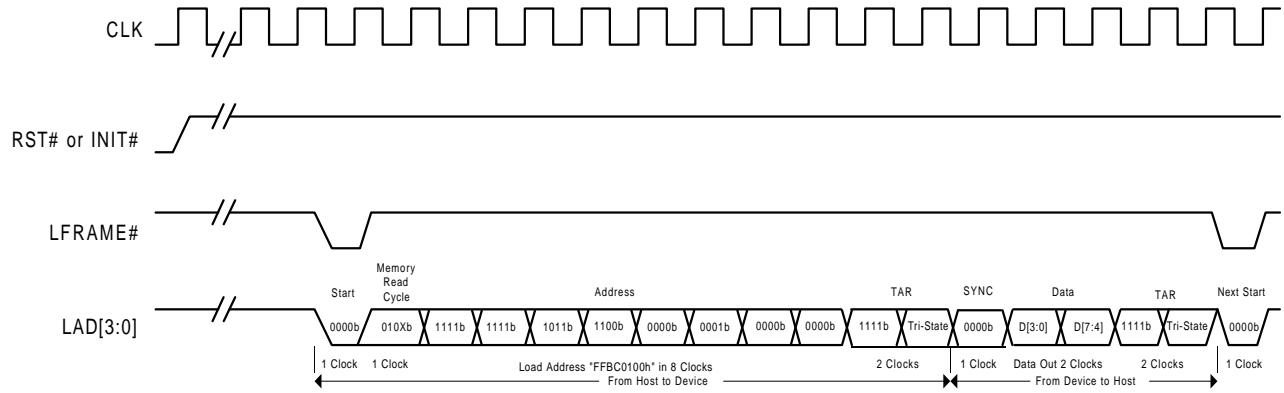 CLK
RST# or INIT#
LFRAME#
Memory
Read
Cycle
Start
Address
TAR
SYNC
Data
TAR
Next Start
LAD[3:0]
0000b
010Xb
1111b
1111b
1011b
1100b
0000b
0001b
0000b
0000b
1111b
Tri-State
0000b
D[3:0]
D[7:4]
1111b
Tri-State
0000b
1 Clock
1 Clock
Load Address "FFBC0100h" in 8 Clocks
2 Clocks
1 Clock
Data Out 2 Clocks
2 Clocks
1 Clock
From Host to Device
From Device to Host